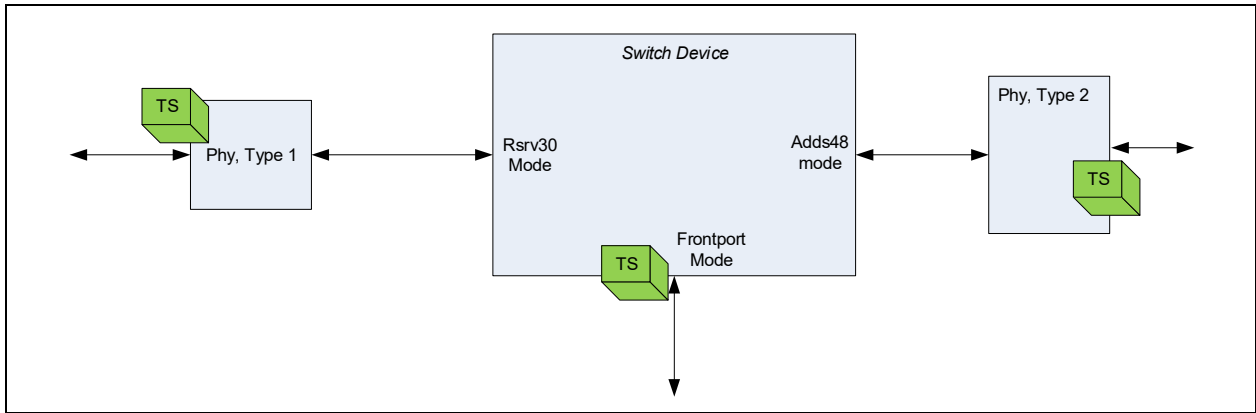 Switch Device
TS
Phy, Type 1
Rsrv30
Mode
Adds48
mode
Phy, Type 2
TS
Frontport
Mode
TS